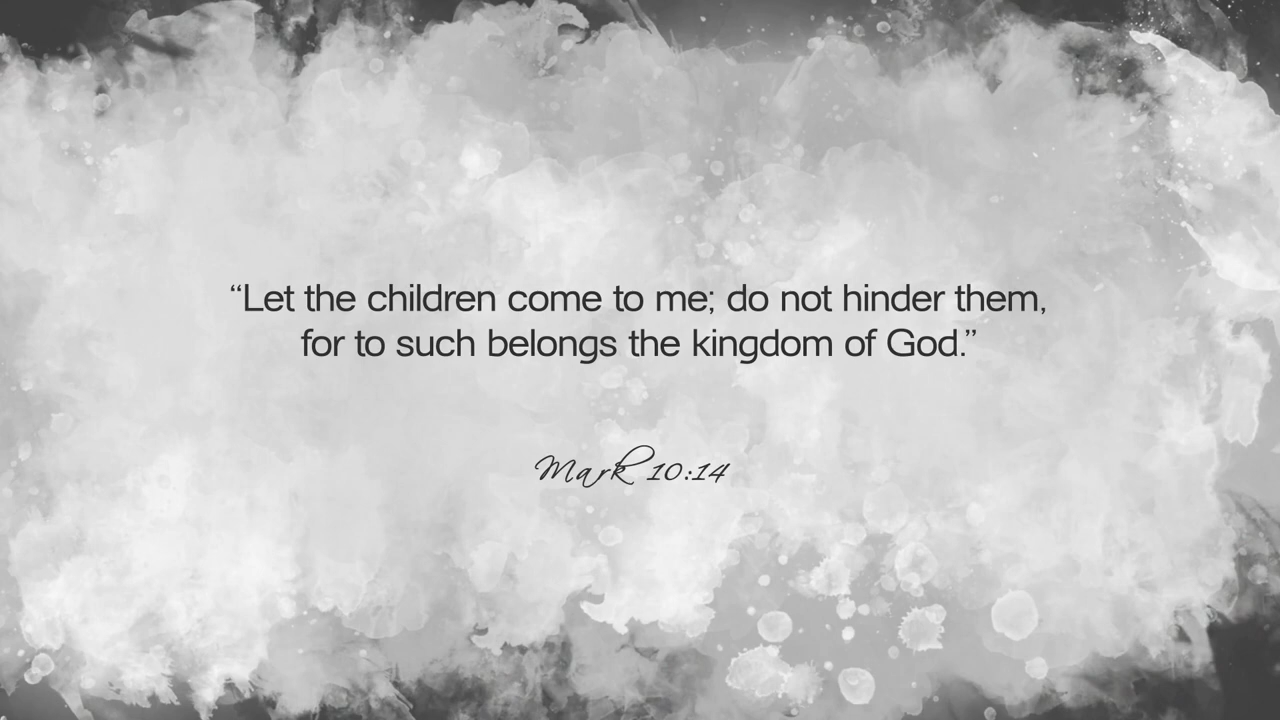 “Let the children come to me; do not hinder them,
for to such belongs the kingdom of God.”
Mark 10:14